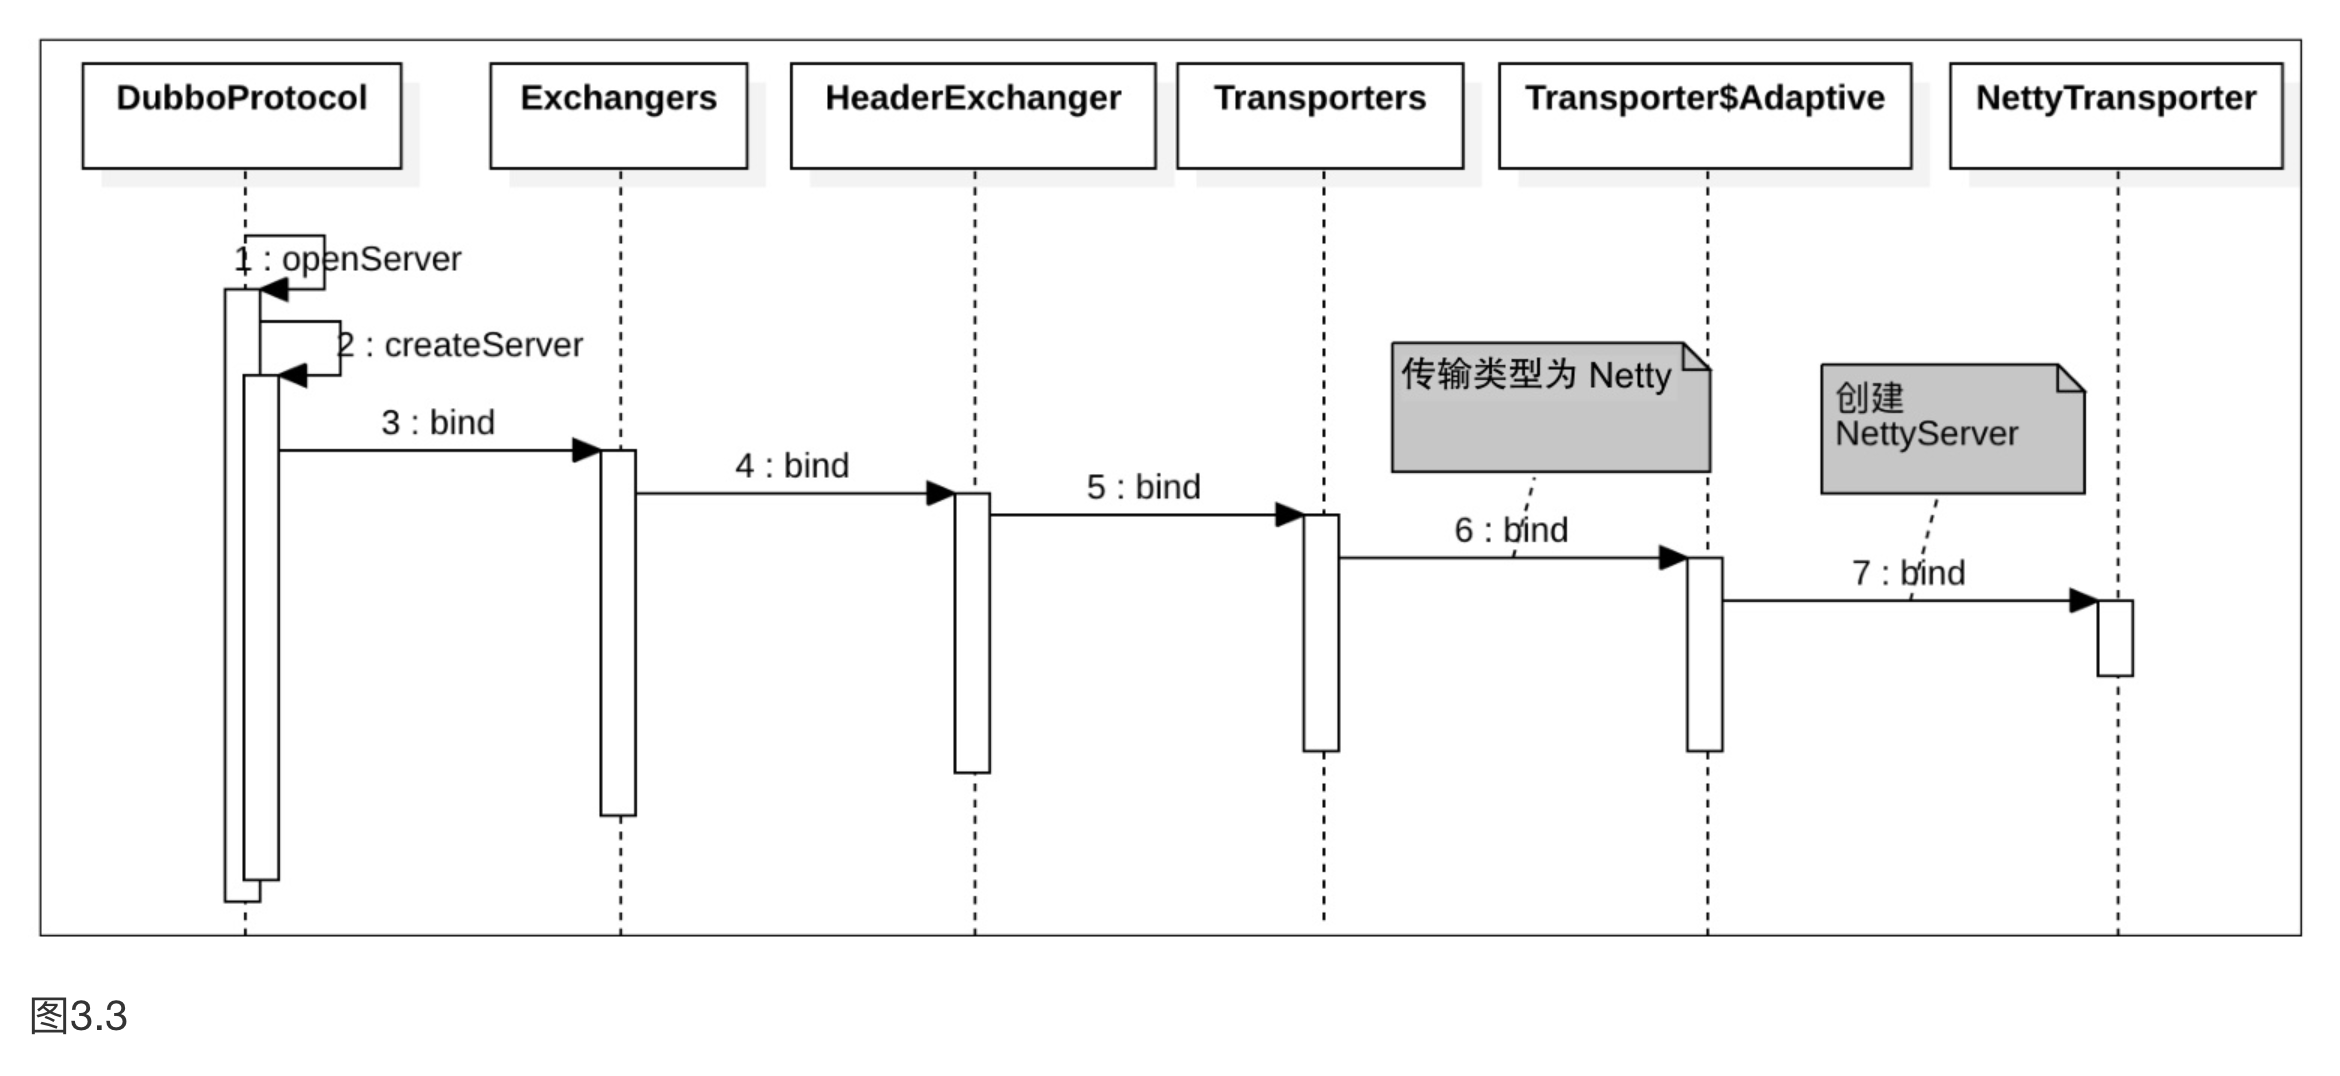 DubboProtocol
Exchangers
HeaderExchanger
Transporters
Transporter$Adaptive
NettyTransporter
1 : openServer
2 : createServer
3 : bind
4 : bind
5 : bind
传输类型为 Netty
6 : bind
创建
NettyServer
7 : bind
图3.3